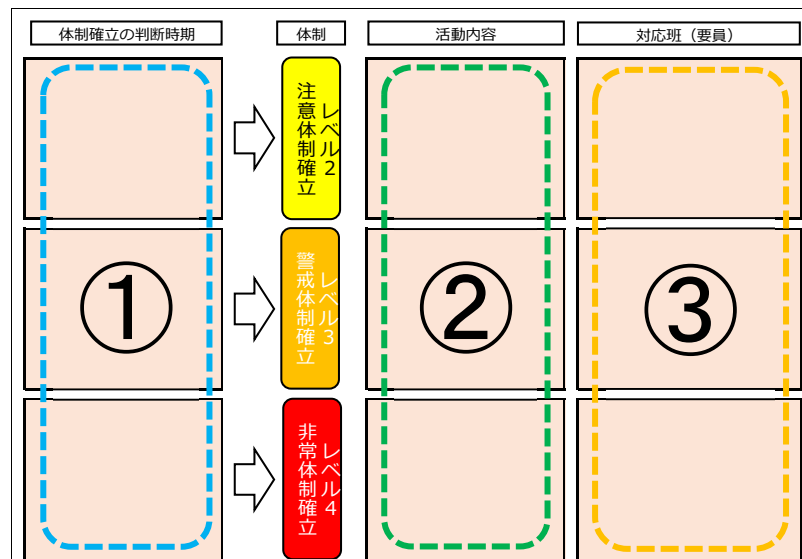 体制確立の判断時期
体制
活動内容
対応班（要員）
レベル２
注意体制確立
①
レベル３
警戒体制確立
②
③
レベル４
非常体制確立